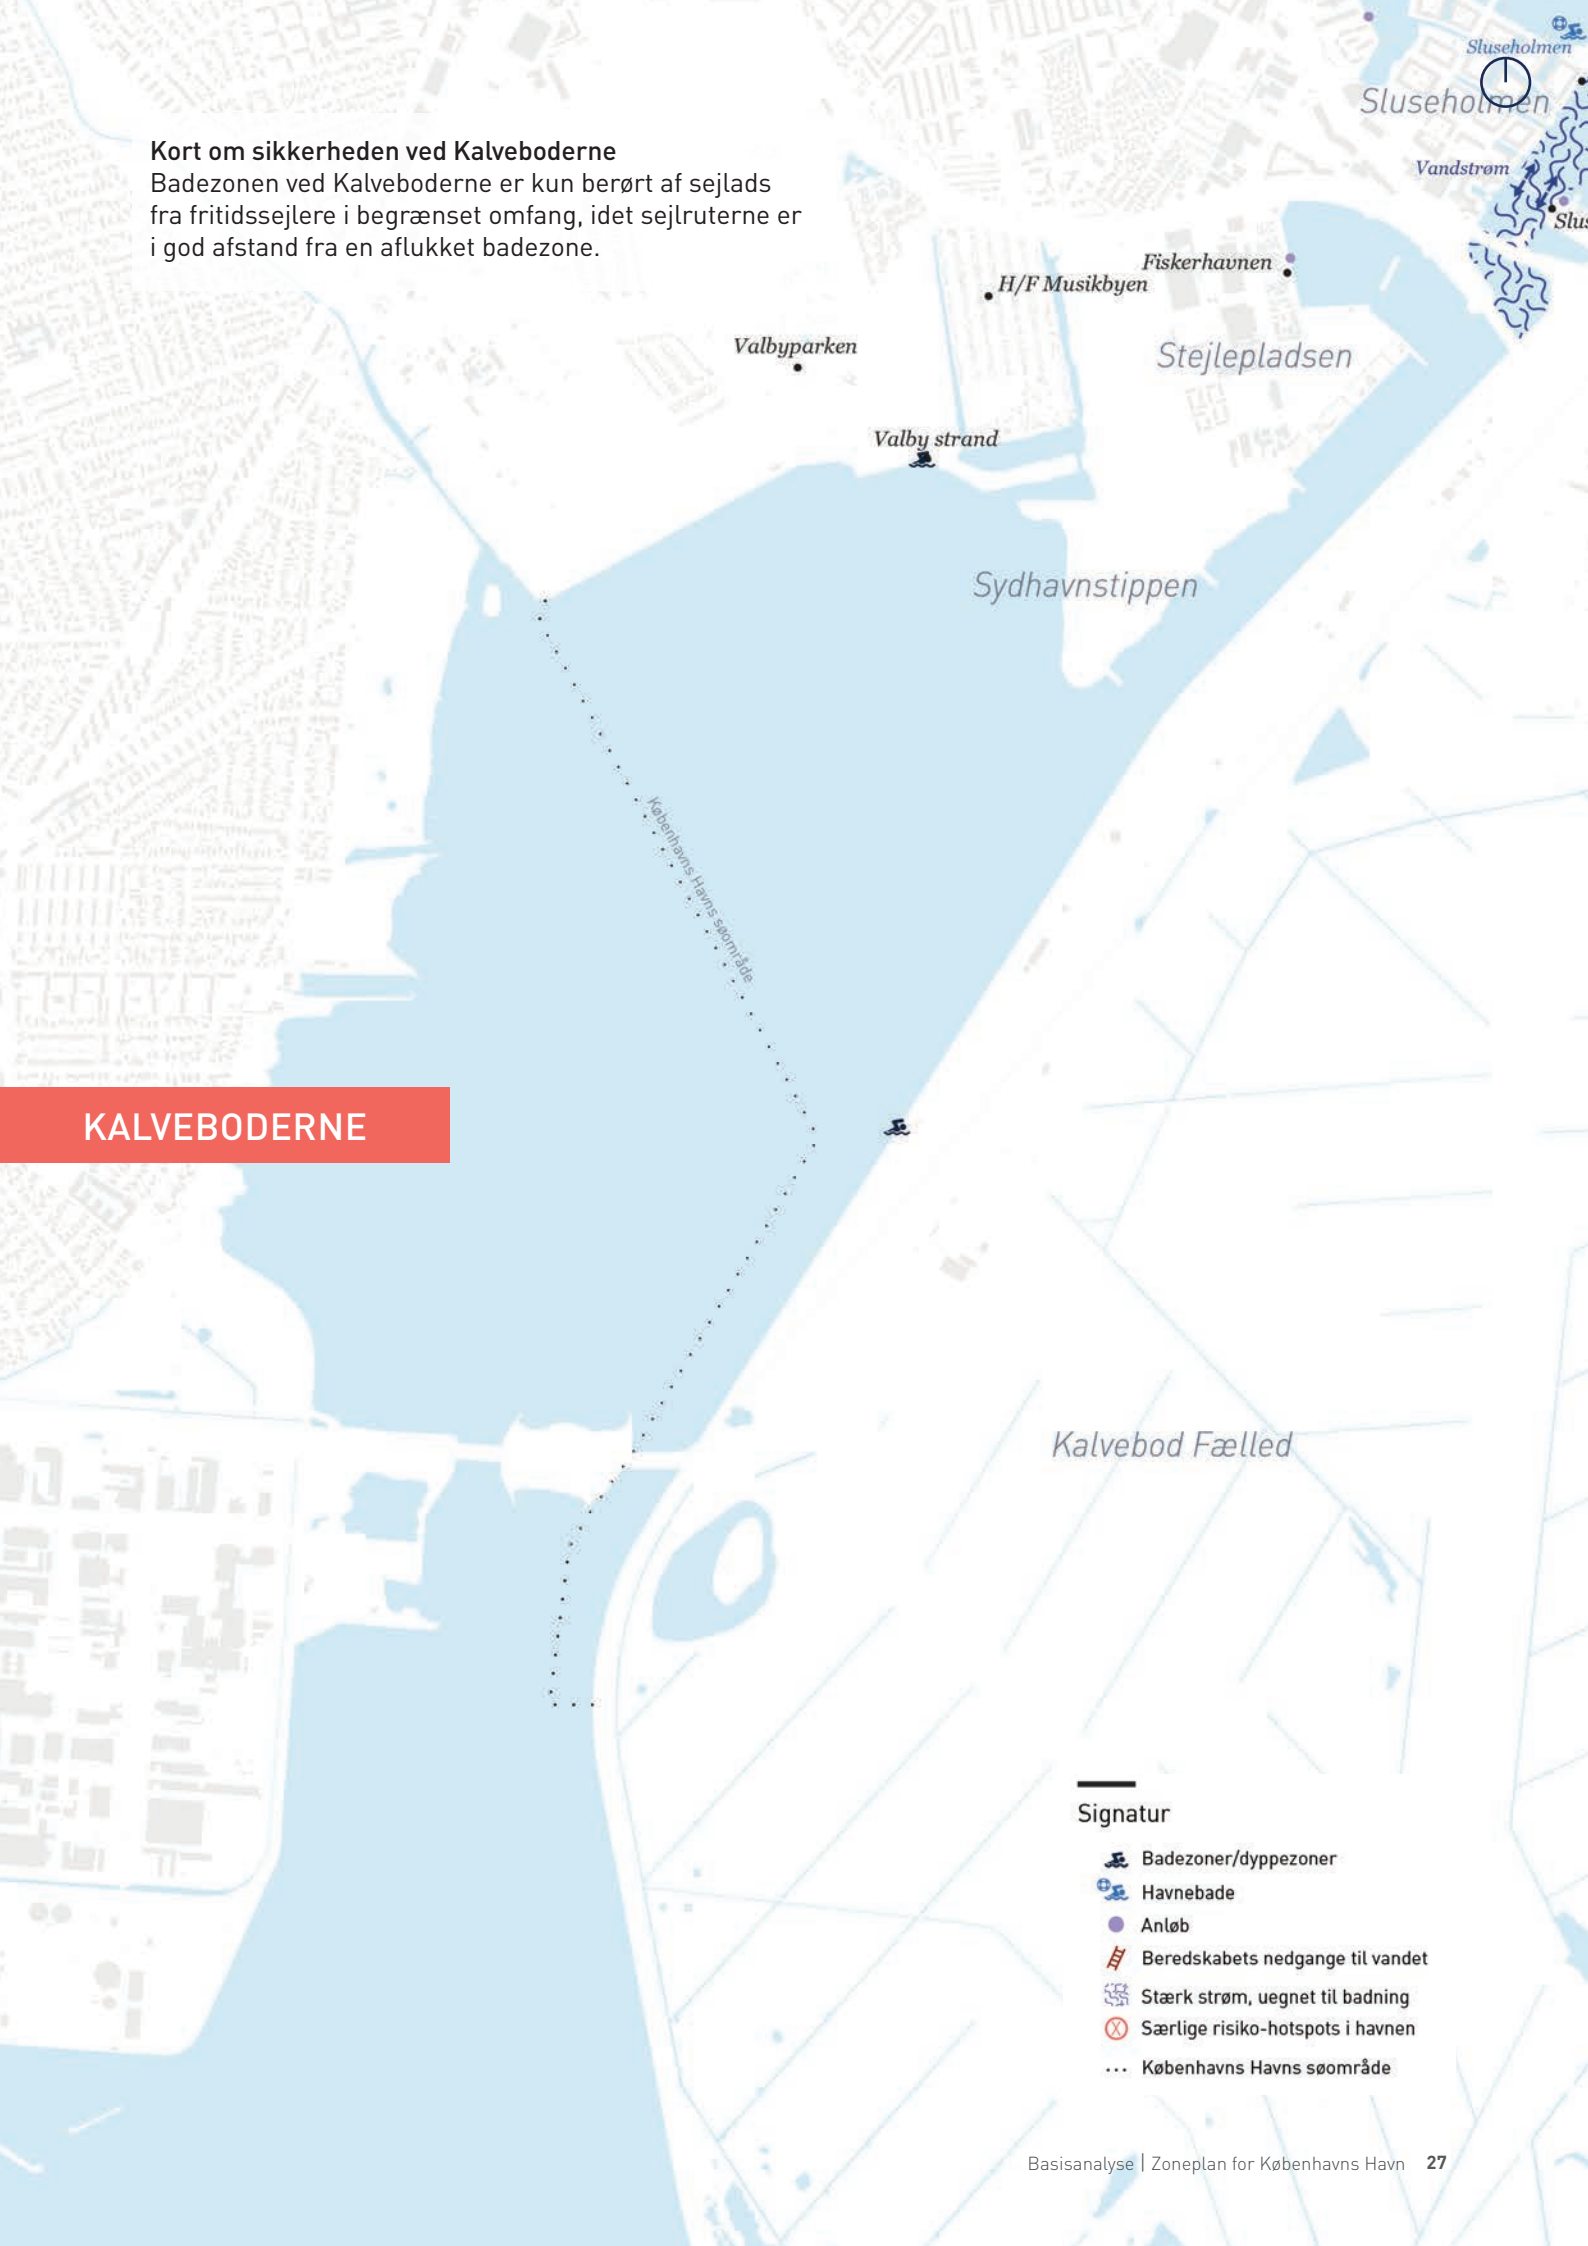 Sluseholmen
Sluseholmen
Kort om sikkerheden ved Kalveboderne
Badezonen ved Kalveboderne er kun berørt af sejlads
fra fritidssejlere i begrænset omfang, idet sejlruterne er
i god afstand fra en aflukket badezone.
Vandstrøm
Slus
Fiskerhavnen
H/F Musikbyen
Valbyparken
Stejlepladsen
Valby strand
Sydhavnstippen
Københavns Havns søområde
KALVEBODERNE
Kalvebod Fælled
Signatur
Badezoner/dyppezoner
Havnebade
Anløb
Beredskabets nedgange til vandet
Stærk strøm, uegnet til badning
Særlige risiko-hotspots i havnen
Københavns Havns søområde
Basisanalyse | Zoneplan for Københavns Havn 27